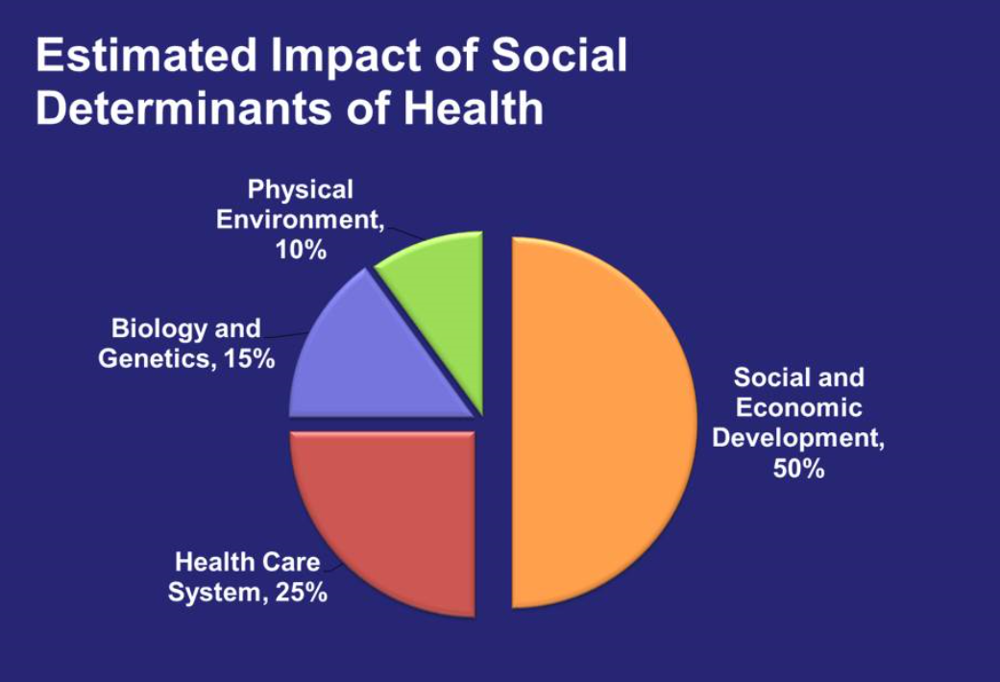 Estimated Impact of Social
Determinants of Health
Physical
Environment,
10%
Biology and
Genetics, 15%
Social and
Economic
Development,
50%
Health Care
System, 25%